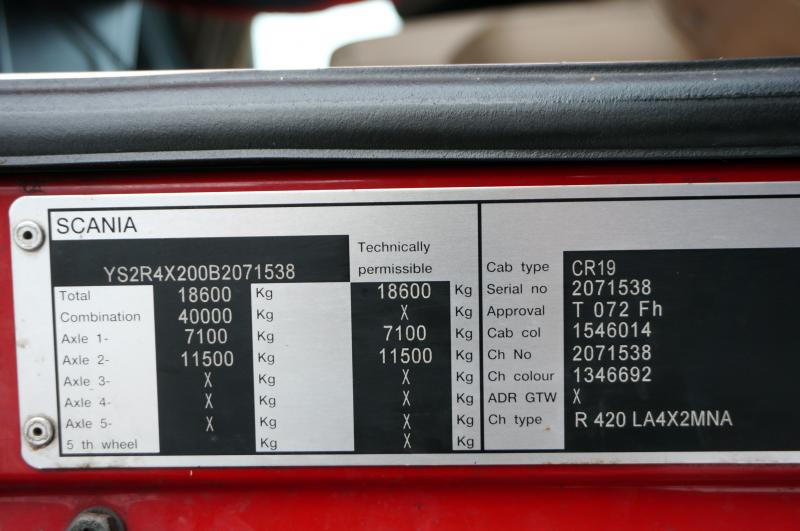 SCANIA
YS2R4X200B2071538
Technically
permissible
Total 18600 Kg 18600 Kg
Combination 40000 Kg X Kg
Axle 1- 7100 Kg 7100 Kg
Axle 2- 11500 Kg 11500 Kg
Axle 3- X Kg X Kg
Axle 4- X Kg X Kg
Axle 5- X Kg X Kg
5 th wheel Kg X Kg
Cab type CR19
Serial no 2071538
Approval T 072 Fh
Cab col 1546014
Ch No 2071538
Ch colour 1346692
ADR GTW X
Ch type R 420 LA4X2MNA